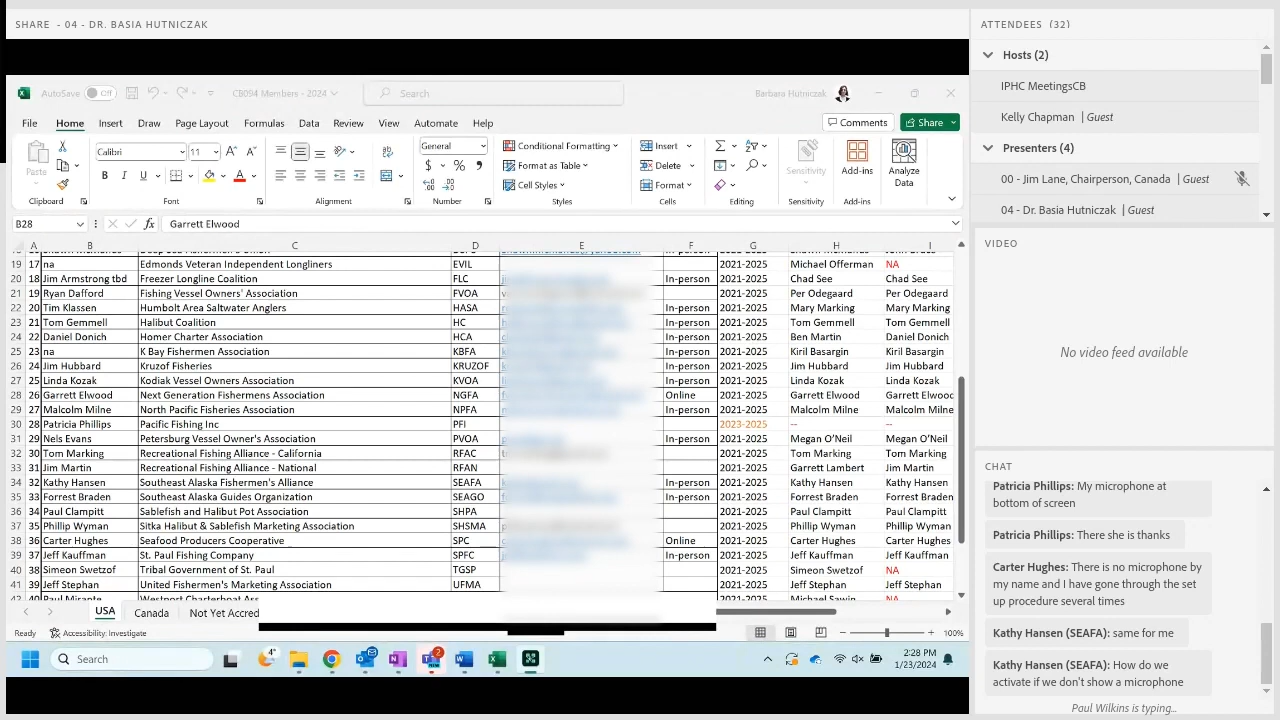 SHARE - 04 - DR. BASIA HUTNICZAK
AutoSave Off CB094 Members - 2024 Search Barbara Hutniczak
File Home Insert Draw Page Layout Formulas Data Review View Automate Help Comments Share
Paste Calibri 11 General Conditional Formatting Insert Sensitivity Add-ins Analyze Data
B I U A $ % Format as Table Delete
Cell Styles Format
Clipboard Font Alignment Number Styles Cells Editing Sensitivity Add-ins
B28 fx Garrett Elwood
A B C D E F G H I
19 17 na Edmonds Veteran Independent Longliners EVIL 2021-2025 Michael Offerman NA
20 18 Jim Armstrong tbd Freezer Longline Coalition FLC In-person 2021-2025 Chad See Chad See
21 19 Ryan Dafford Fishing Vessel Owners' Association FVOA 2021-2025 Per Odegaard Per Odegaard
22 20 Tim Klassen Humbolt Area Saltwater Anglers HASA In-person 2021-2025 Mary Marking Mary Marking
23 21 Tom Gemmell Halibut Coalition HC In-person 2021-2025 Tom Gemmell Tom Gemmell
24 22 Daniel Donich Homer Charter Association HCA In-person 2021-2025 Ben Martin Daniel Donich
25 23 na K Bay Fishermen Association KBFA In-person 2021-2025 Kiril Basargin Kiril Basargin
26 24 Jim Hubbard Kruzof Fisheries KRUZOF In-person 2021-2025 Jim Hubbard Jim Hubbard
27 25 Linda Kozak Kodiak Vessel Owners Association KVOA In-person 2021-2025 Linda Kozak Linda Kozak
28 26 Garrett Elwood Next Generation Fishermens Association NGFA Online 2021-2025 Garrett Elwood Garrett Elwood
29 27 Malcolm Milne North Pacific Fisheries Association NPFA In-person 2021-2025 Malcolm Milne Malcolm Milne
30 28 Patricia Phillips Pacific Fishing Inc PFI 2023-2025 -- --
31 29 Nels Evans Petersburg Vessel Owner's Association PVOA In-person 2021-2025 Megan O'Neil Megan O'Neil
32 30 Tom Marking Recreational Fishing Alliance - California RFAC 2021-2025 Tom Marking Tom Marking
33 31 Jim Martin Recreational Fishing Alliance - National RFAN 2021-2025 Garrett Lambert Jim Martin
34 32 Kathy Hansen Southeast Alaska Fishermen's Alliance SEAFA In-person 2021-2025 Kathy Hansen Kathy Hansen
35 33 Forrest Braden Southeast Alaska Guides Organization SEAGO In-person 2021-2025 Forrest Braden Forrest Braden
36 34 Paul Clampitt Sablefish and Halibut Pot Association SHPA 2021-2025 Paul Clampitt Paul Clampitt
37 35 Phillip Wyman Sitka Halibut & Sablefish Marketing Association SHSMA 2021-2025 Phillip Wyman Phillip Wyman
38 36 Carter Hughes Seafood Producers Cooperative SPC Online 2021-2025 Carter Hughes Carter Hughes
39 37 Jeff Kauffman St. Paul Fishing Company SPFC In-person 2021-2025 Jeff Kauffman Jeff Kauffman
40 38 Simeon Swetzof Tribal Government of St. Paul TGSP 2021-2025 Simeon Swetzof NA
41 39 Jeff Stephan United Fishermen's Marketing Association UFMA 2021-2025 Jeff Stephan Jeff Stephan
USA Canada Not Yet Accred
Ready Accessibility: Investigate 100%
Search 4° 2 2:28 PM
1/23/2024
ATTENDEES (32)
Hosts (2)
IPHC MeetingsCB
Kelly Chapman | Guest
Presenters (4)
00 - Jim Lane, Chairperson, Canada | Guest
04 - Dr. Basia Hutniczak | Guest
VIDEO
No video feed available
CHAT
Patricia Phillips: My microphone at
bottom of screen
Patricia Phillips: There she is thanks
Carter Hughes: There is no microphone by
my name and I have gone through the set
up procedure several times
Kathy Hansen (SEAFA): same for me
Kathy Hansen (SEAFA): How do we
activate if we don't show a microphone
Paul Wilkins is typing...